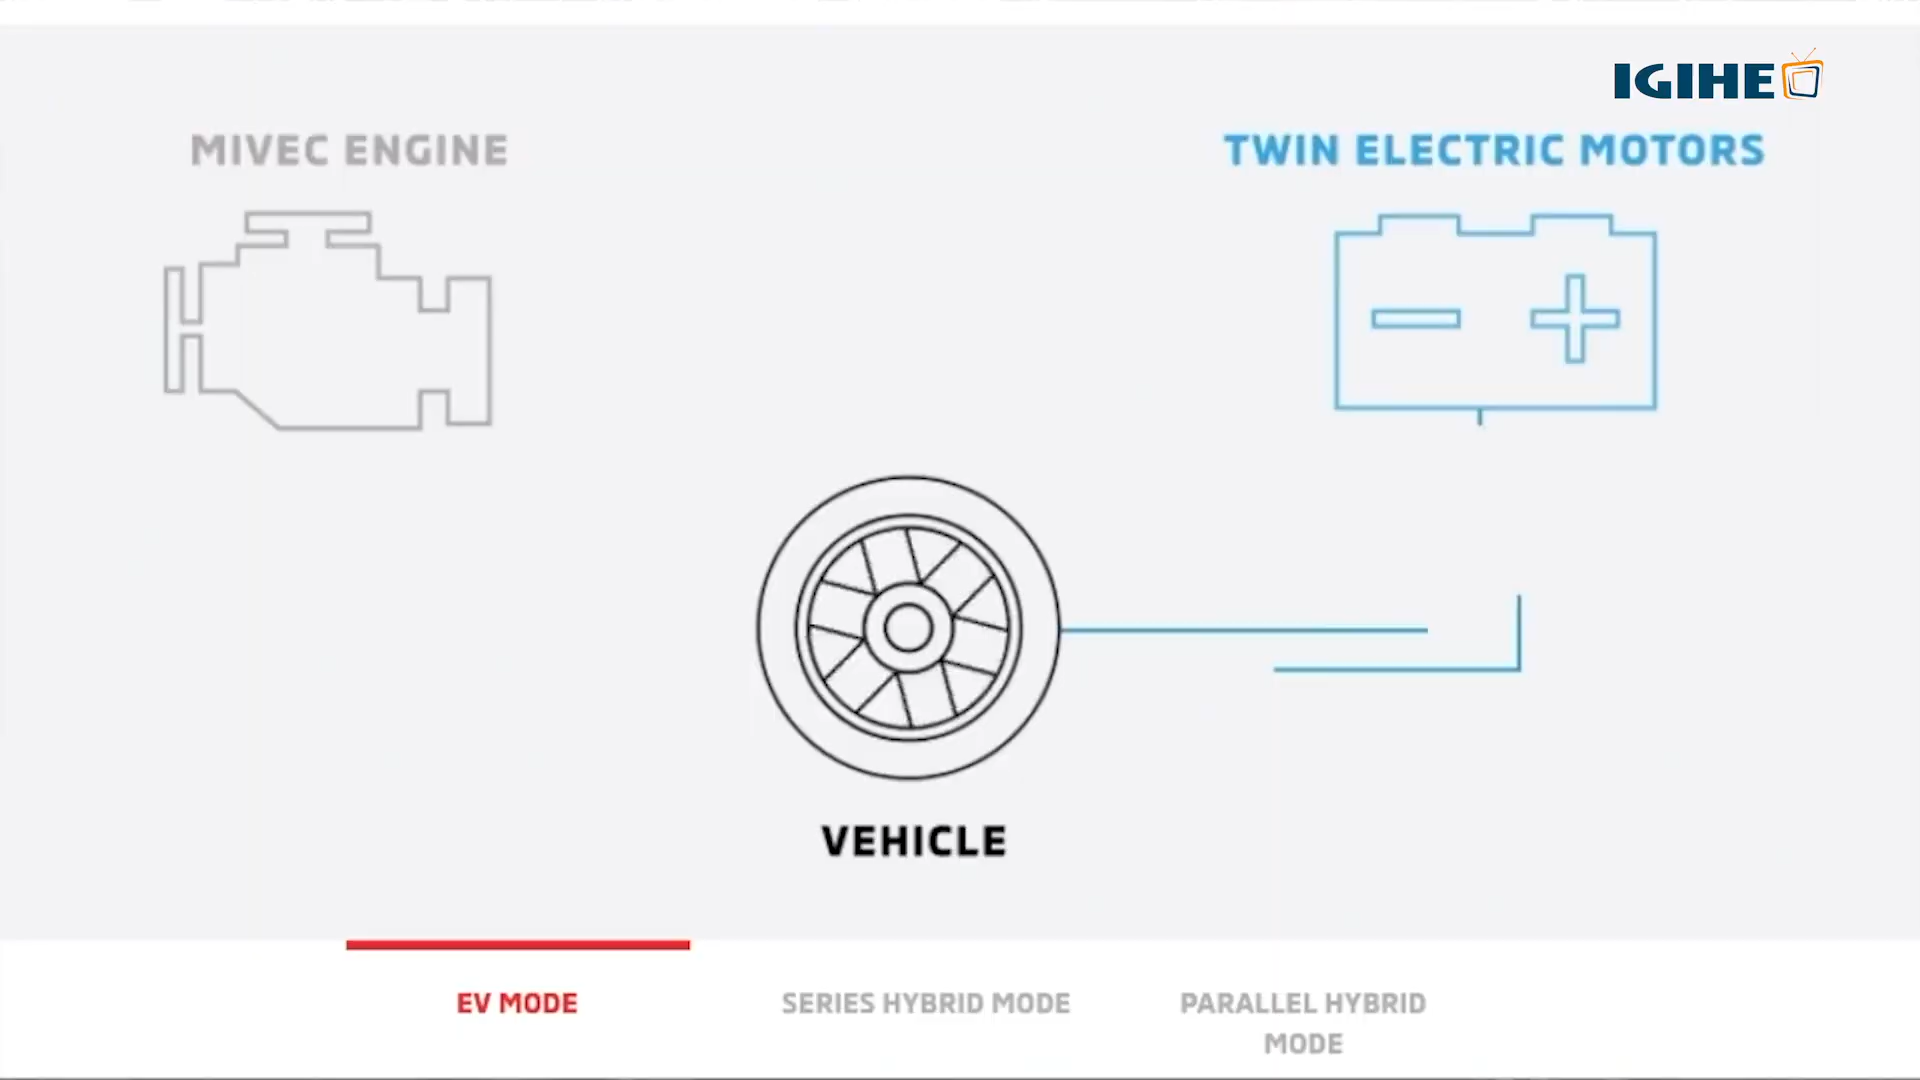 IGIHE
MIVEC ENGINE
TWIN ELECTRIC MOTORS
VEHICLE
EV MODE
SERIES HYBRID MODE
PARALLEL HYBRID
MODE